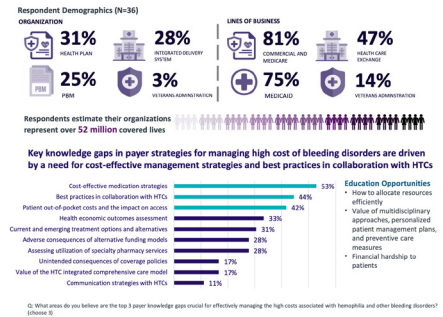 Respondent Demographics (N=36)
ORGANIZATION
31%
HEALTH PLAN
28%
INTEGRATED DELIVERY
SYSTEM
25%
PBM
PBM
3%
VETERANS ADMINSTRATION
LINES OF BUSINESS
81%
COMMERCIAL AND
MEDICARE
47%
HEALTH CARE
EXCHANGE
75%
MEDICAID
14%
VETERANS ADMINSTRATION
Respondents estimate their organizations
represent over 52 million covered lives
Key knowledge gaps in payer strategies for managing high cost of bleeding disorders are driven
by a need for cost-effective management strategies and best practices in collaboration with HTCs
Cost-effective medication strategies 53%
Best practices in collaboration with HTCs 44%
Patient out-of-pocket costs and the impact on access 42%
Health economic outcomes assessment 33%
Current and emerging treatment options and alternatives 31%
Adverse consequences of alternative funding models 28%
Assessing utilization of specialty pharmacy services 28%
Unintended consequences of coverage policies 17%
Value of the HTC integrated comprehensive care model 17%
Communication strategies with HTCs 11%
Education Opportunities
• How to allocate resources
efficiently
• Value of multidisciplinary
approaches, personalized
patient management plans,
and preventive care
measures
• Financial hardship to
patients
Q: What areas do you believe are the top 3 payer knowledge gaps crucial for effectively managing the high costs associated with hemophilia and other bleeding disorders?
(choose 3)